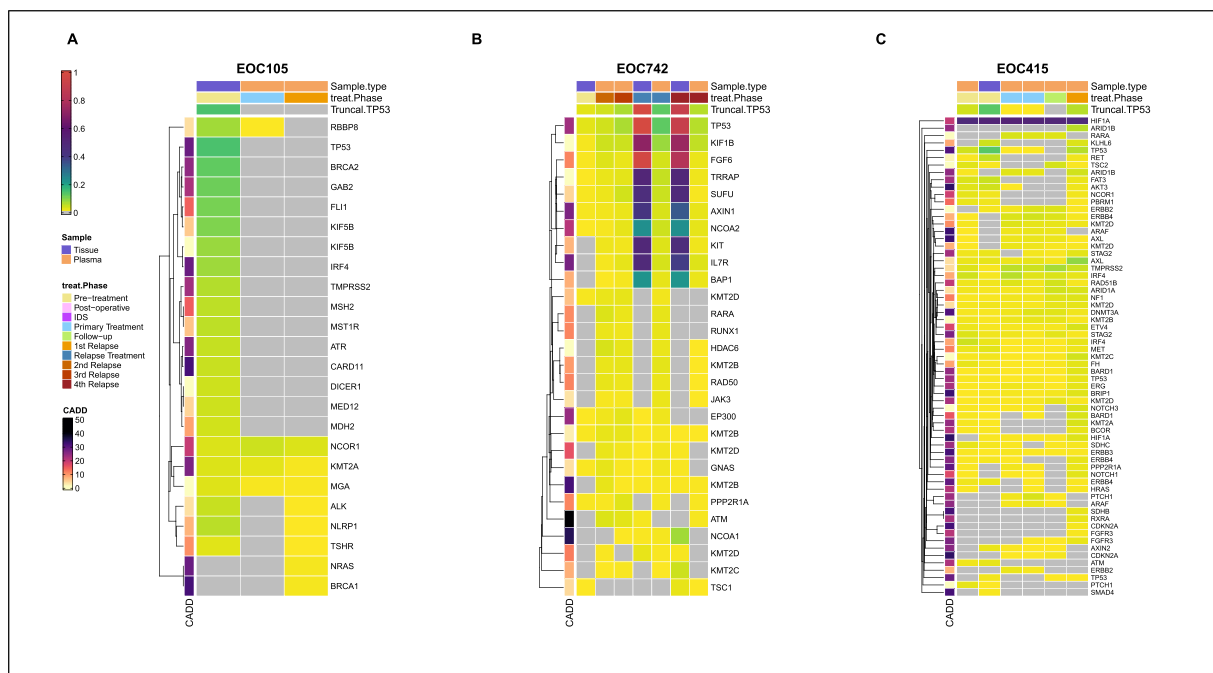 A
EOC105
Sample.type
treat.Phase
Truncal.TP53
1
0.8
0.6
0.4
0.2
0
Sample
Tissue
Plasma
treat.Phase
Pre-treatment
Post-operative
IDS
Primary Treatment
Follow-up
1st Relapse
Relapse Treatment
2nd Relapse
3rd Relapse
4th Relapse
CADD
50
40
30
20
10
0
RBBP8
TP53
BRCA2
GAB2
FLI1
KIF5B
KIF5B
IRF4
TMPRSS2
MSH2
MST1R
ATR
CARD11
DICER1
MED12
MDH2
NCOR1
KMT2A
MGA
ALK
NLRP1
TSHR
NRAS
BRCA1
CADD
B
EOC742
Sample.type
treat.Phase
Truncal.TP53
TP53
KIF1B
FGF6
TRRAP
SUFU
AXIN1
NCOA2
KIT
IL7R
BAP1
KMT2D
RARA
RUNX1
HDAC6
KMT2B
RAD50
JAK3
EP300
KMT2B
KMT2D
GNAS
KMT2B
PPP2R1A
ATM
NCOA1
KMT2D
KMT2C
TSC1
CADD
C
EOC415
Sample.type
treat.Phase
Truncal.TP53
HIF1A
ARID1B
RARA
KLHL6
TP53
RET
TSC2
ARID1B
FAT3
AKT3
NCOR1
PBRM1
ERBB2
ERBB4
KMT2D
ARAF
AXL
KMT2D
STAG2
AXL
TMPRSS2
IRF4
RAD51B
ARID1A
NF1
KMT2D
DNMT3A
KMT2B
ETV4
STAG2
IRF4
MET
KMT2C
FH
BARD1
TP53
ERG
BRIP1
KMT2D
NOTCH3
BARD1
KMT2A
BCOR
HIF1A
SDHC
ERBB3
ERBB4
PPP2R1A
NOTCH1
ERBB4
HRAS
PTCH1
ARAF
SDHB
RXRA
CDKN2A
FGFR3
FGFR3
AXIN2
CDKN2A
ATM
ERBB2
TP53
PTCH1
SMAD4
CADD